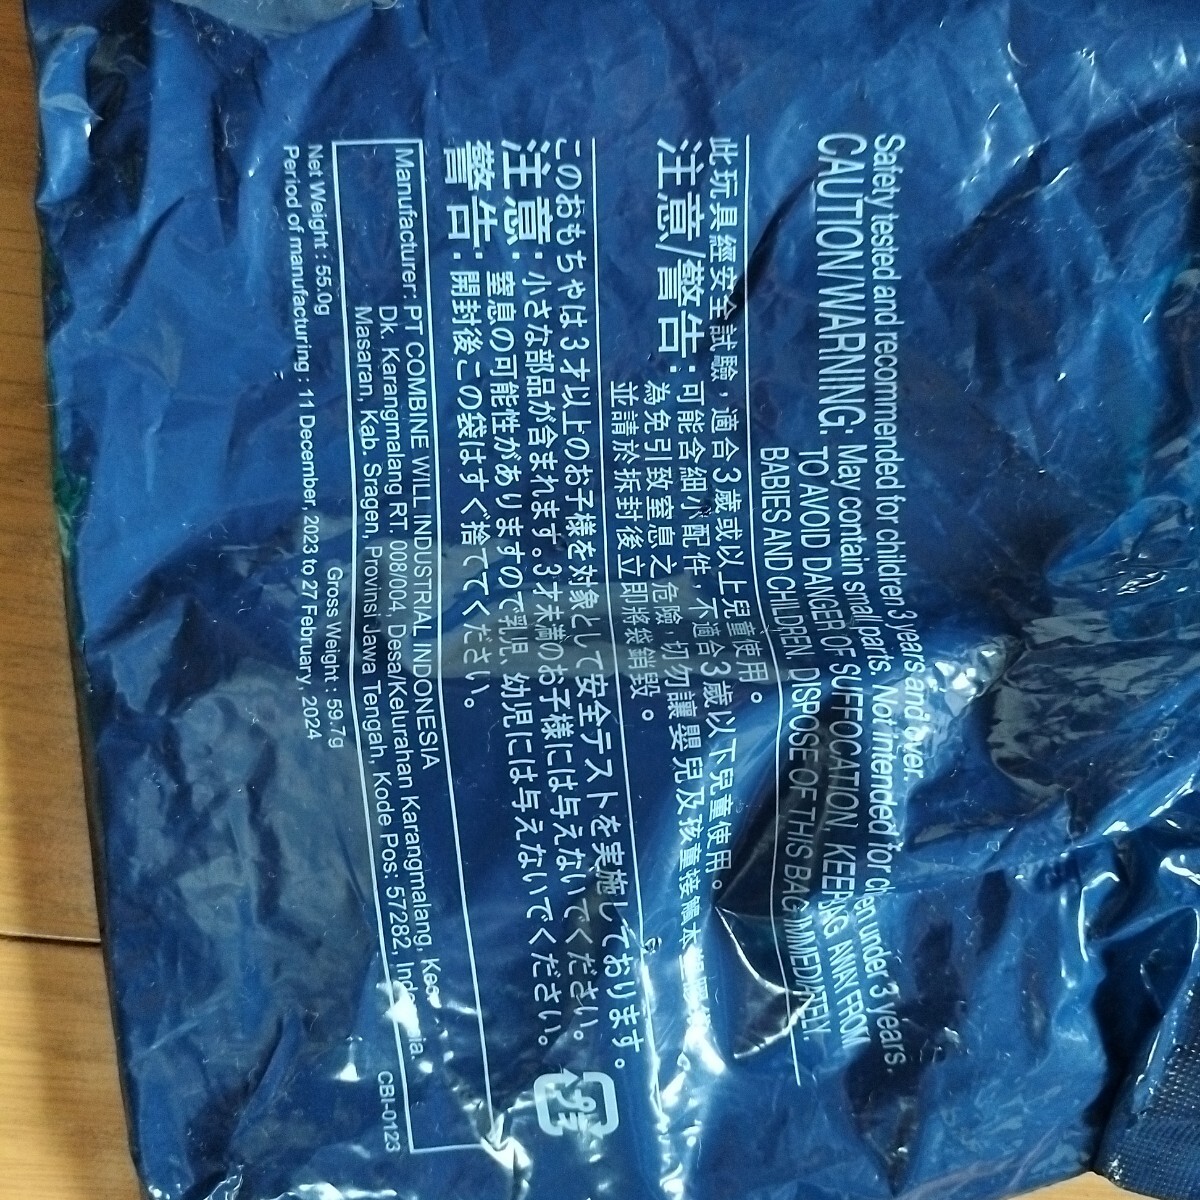 Safety tested and recommended for children 3 years and over.
CAUTION/WARNING: May contain small parts. Not intended for under 3 years.
TO AVOID DANGER OF SUFFOCATION, KEEP BAG AWAY FROM
BABIES AND CHILDREN. DISPOSE OF THIS BAG IMMEDIATELY.
此玩具經安全試驗，適合3歲或以上兒童使用。
注意/警告：可能含細小配件，不適合3歲以下兒童使用。
為免引致窒息之危險，切勿讓嬰兒及孩童接觸本
並請於拆封後立即將袋銷毀。
このおもちゃは3才以上のお子様を対象として安全テストを実施しております。
注意：小さな部品が含まれます。3才未満のお子様には与えないでください。
窒息の可能性がありますので乳児、幼児には与えないでください。
警告：開封後この袋はすぐ捨ててください。
プラ
Manufacturer: PT COMBINE WILL INDUSTRIAL INDONESIA
Dk. Karangmalang RT. 008/004, Desa/Kelurahan Karangmalang, Kec.
Masaran, Kab. Sragen, Provinsi Jawa Tengah, Kode Pos: 57282,
CBI-0123
Net Weight : 55.0g Gross Weight : 59.7g
Period of manufacturing : 11 December, 2023 to 27 February, 2024